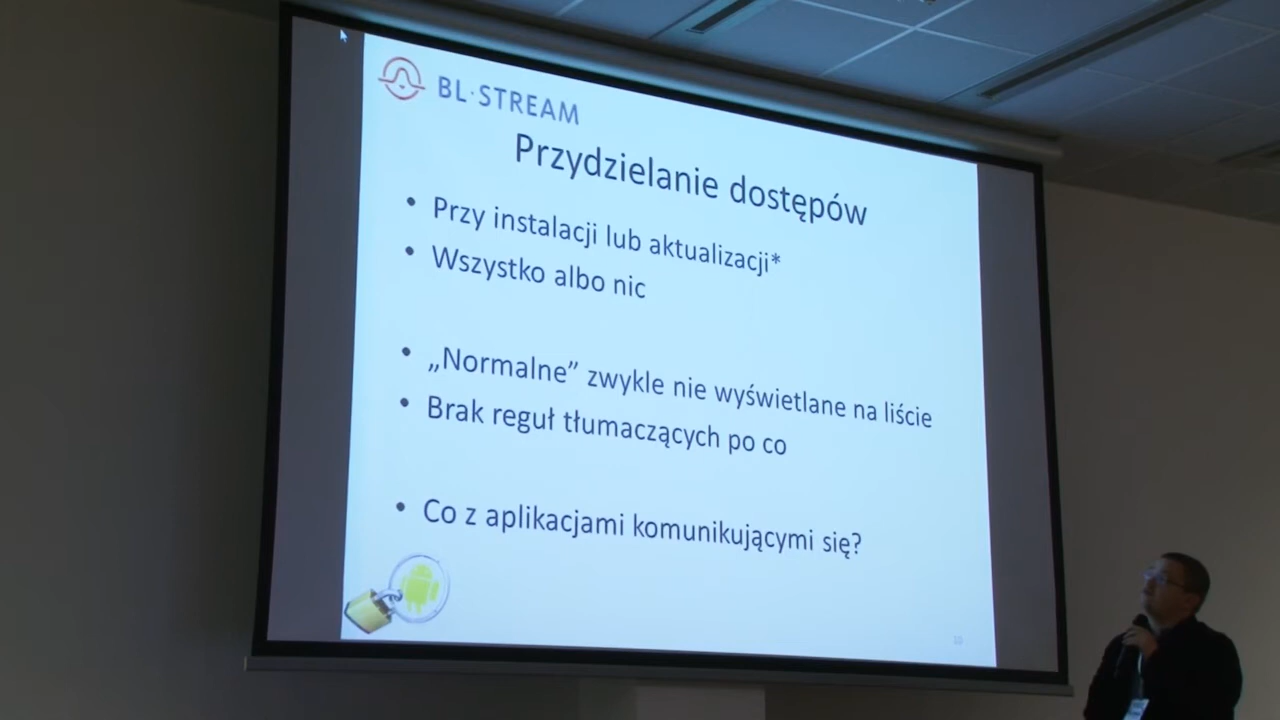 BL·STREAM
Przydzielanie dostępów
• Przy instalacji lub aktualizacji*
• Wszystko albo nic
• „Normalne” zwykle nie wyświetlane na liście
• Brak reguł tłumaczących po co
• Co z aplikacjami komunikującymi się?